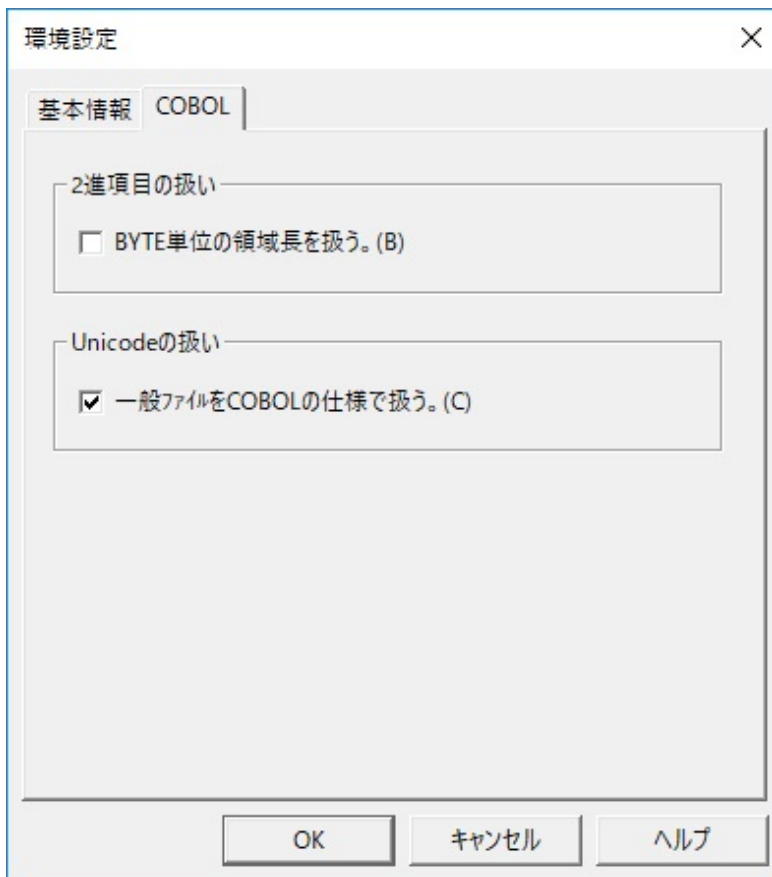 環境設定
基本情報 COBOL
2進項目の扱い
BYTE単位の領域長を扱う。(B)
Unicodeの扱い
一般ﾌｧｲﾙをCOBOLの仕様で扱う。(C)
OK キャンセル ヘルプ